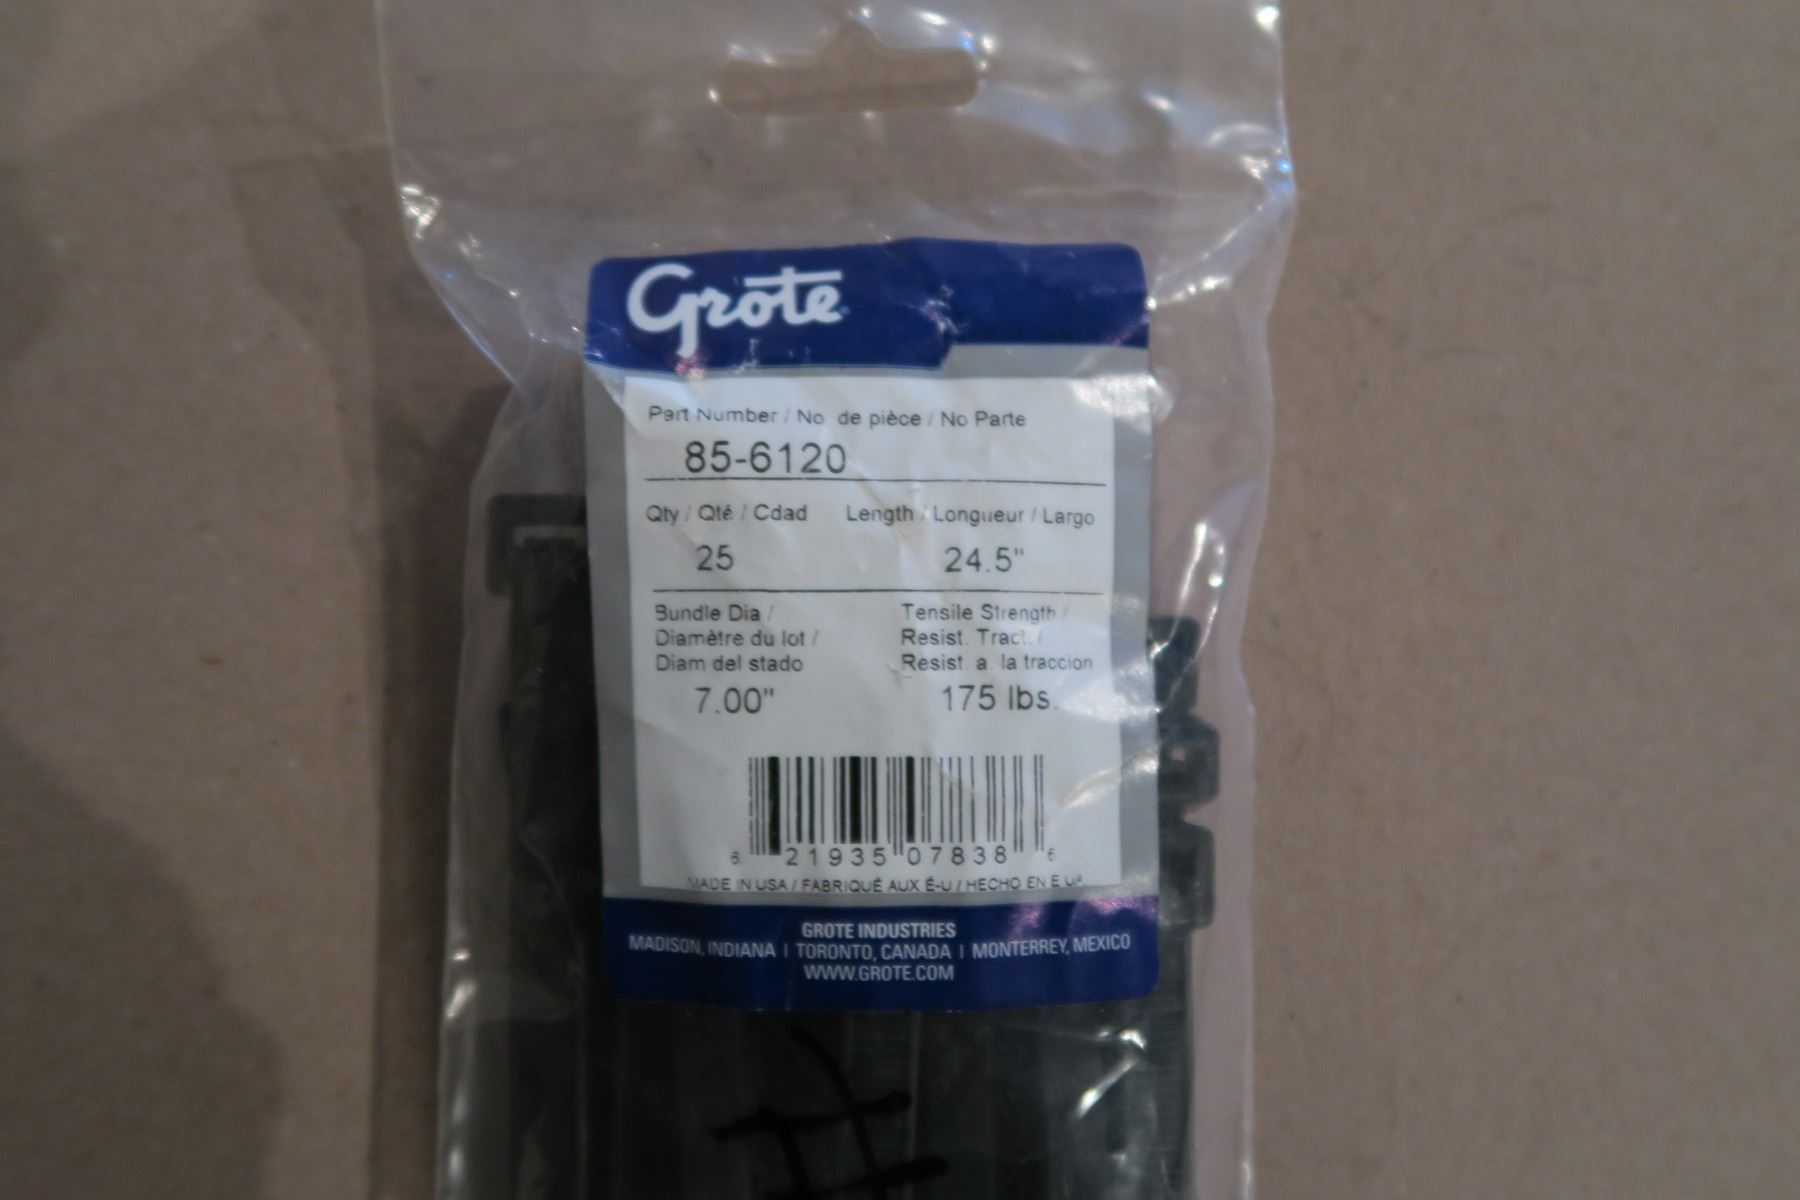 Grote
Part Number / No. de pièce / No Parte
85-6120
Qty / Qté / Cdad Length / Longueur / Largo
25 24.5"
Bundle Dia / Tensile Strength /
Diamètre du lot / Resist. Tract. /
Diam del stado Resist. a. la traccion
7.00" 175 lbs.
6 21935 07838 6
MADE IN USA / FABRIQUÉ AUX É-U / HECHO EN E UA
GROTE INDUSTRIES
MADISON, INDIANA | TORONTO, CANADA | MONTERREY, MEXICO
WWW.GROTE.COM